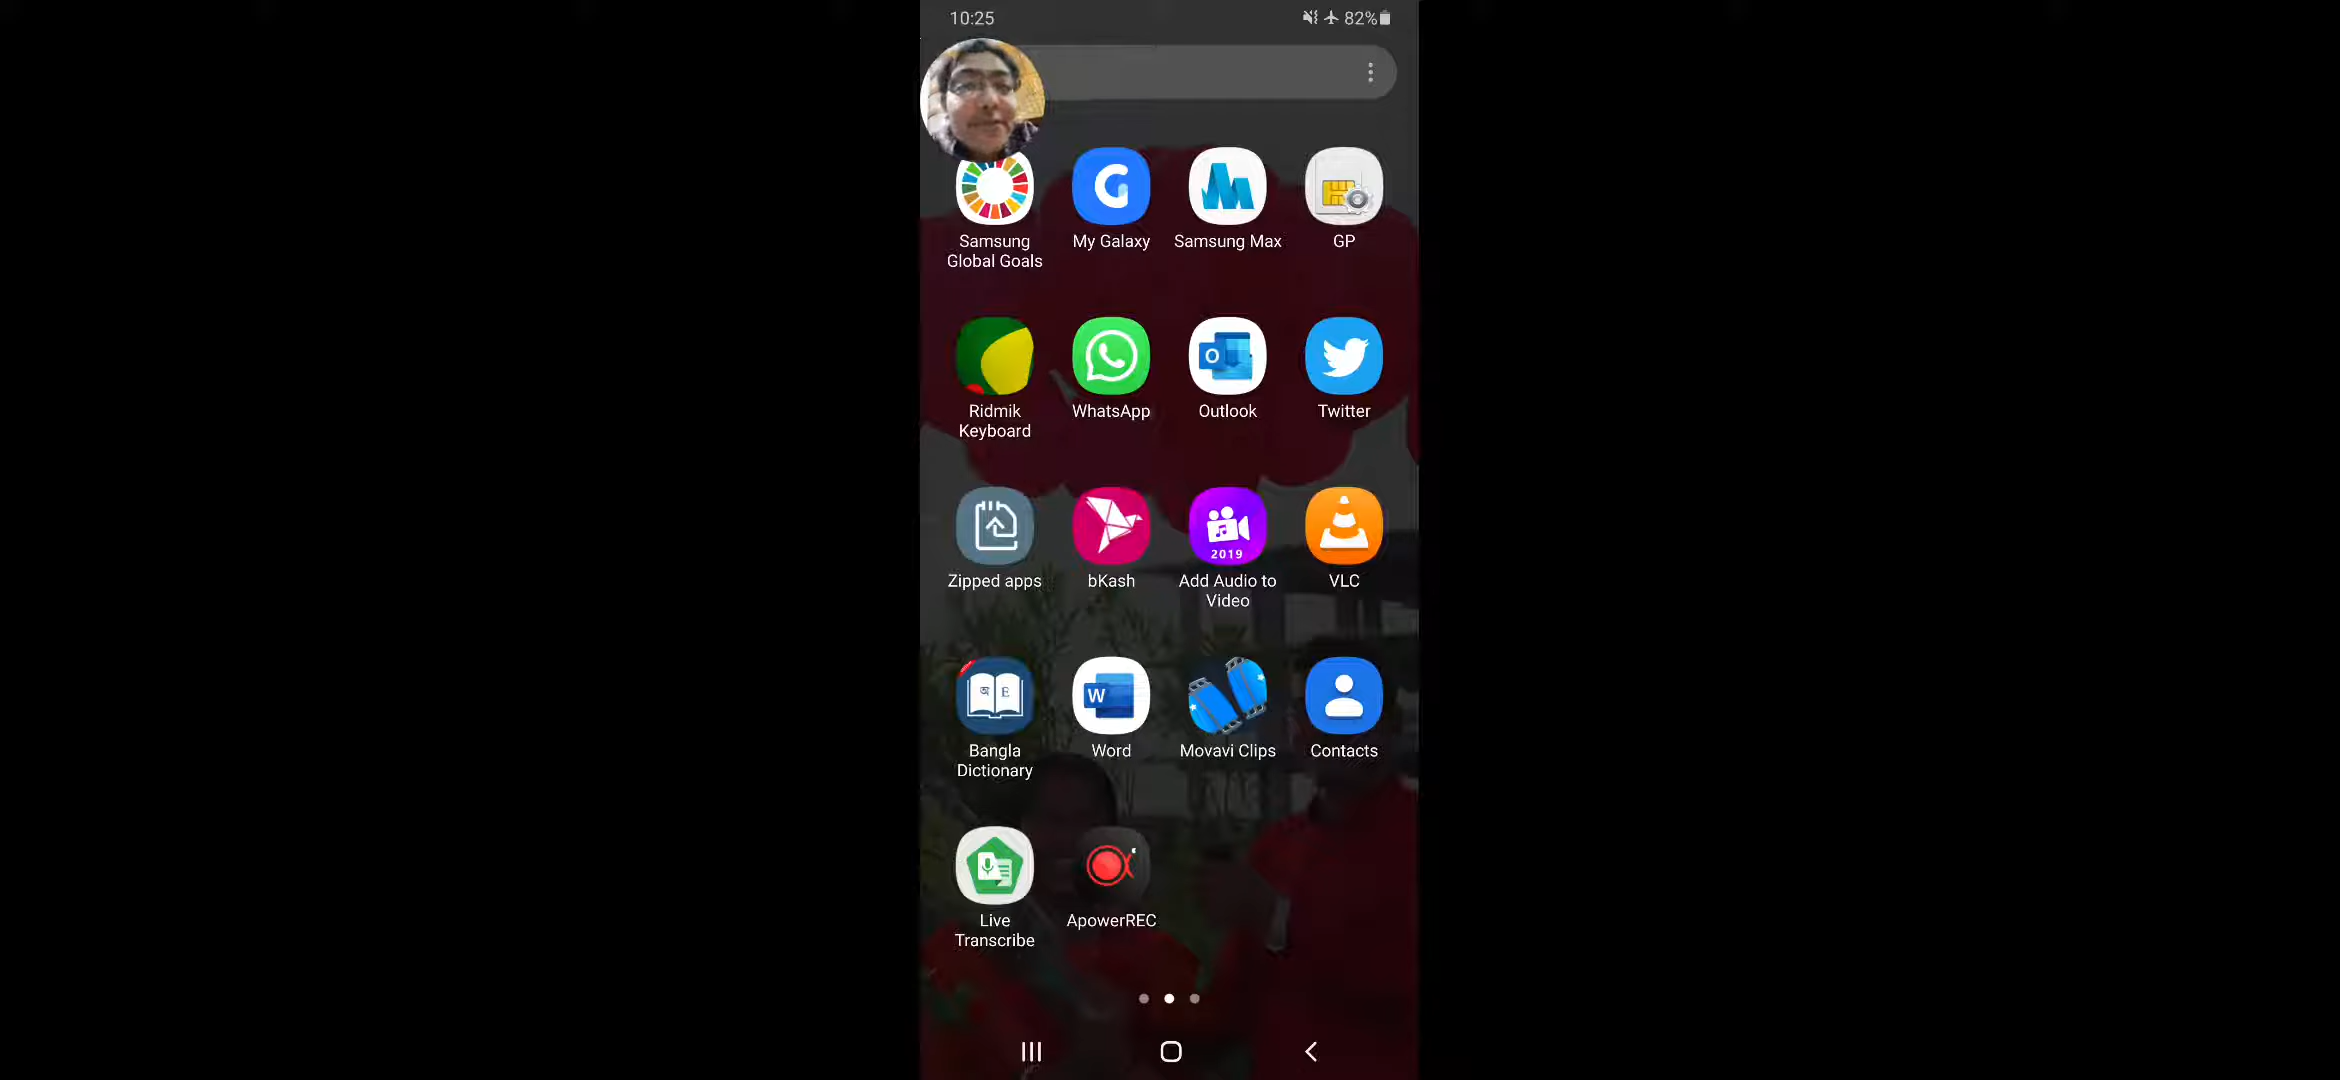 10:25 82%
Samsung Global Goals
My Galaxy
Samsung Max
GP
Ridmik Keyboard
WhatsApp
O
Outlook
Twitter
Zipped apps
bKash
2019
Add Audio to Video
VLC
অ E
Bangla Dictionary
W
Word
Movavi Clips
Contacts
Live Transcribe
ApowerREC